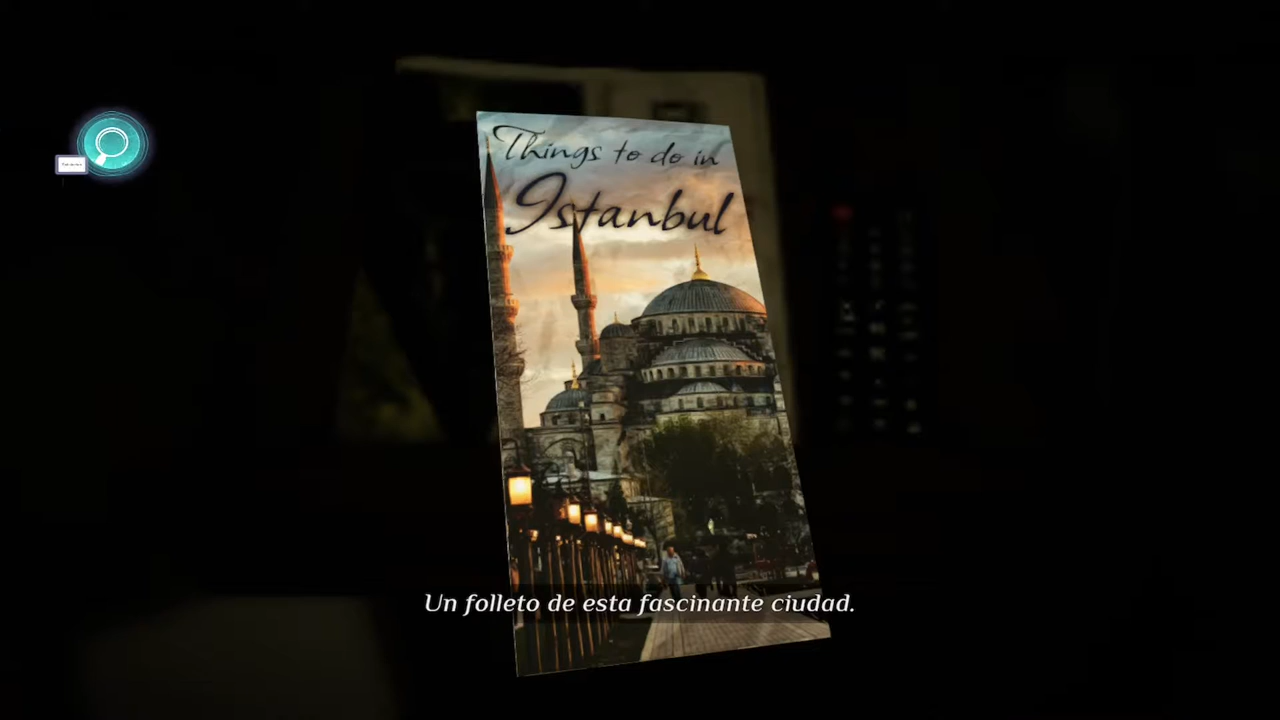 Things to do in
Istanbul
Un folleto de esta fascinante ciudad.